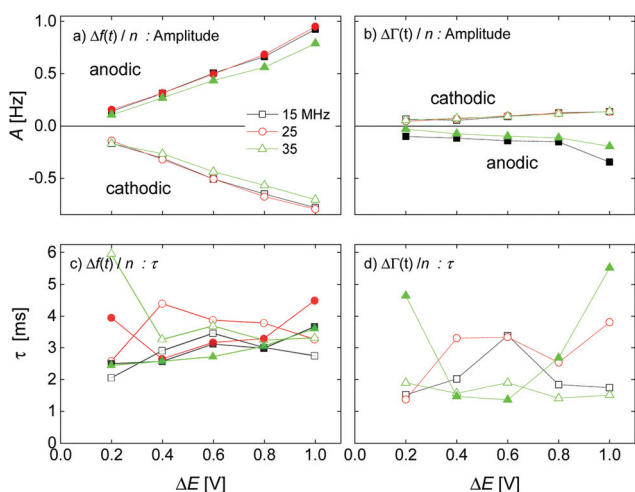 a) Δf(t)/n : Amplitude
b) ΔΓ(t)/n : Amplitude
1.0
0.5
0.0
-0.5
A [Hz]
anodic
cathodic
15 MHz
25
35
cathodic
anodic
c) Δf(t)/n : τ
d) ΔΓ(t)/n : τ
6
5
4
3
2
1
0
τ [ms]
0.0 0.2 0.4 0.6 0.8 1.0
0.0 0.2 0.4 0.6 0.8 1.0
ΔE [V]
ΔE [V]